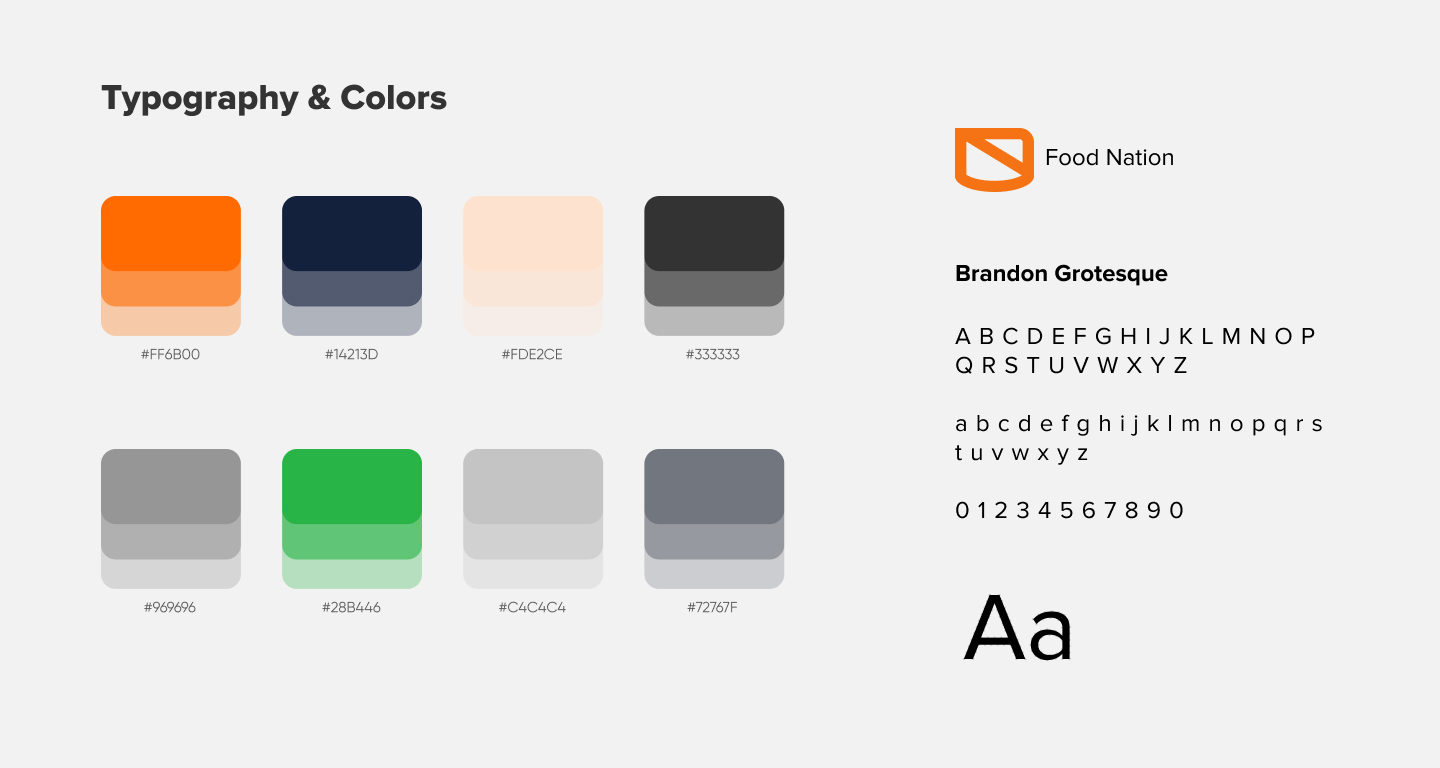 Typography & Colors
#FF6B00
#14213D
#FDE2CE
#333333
#969696
#28B446
#C4C4C4
#72767F
Food Nation
Brandon Grotesque
A B C D E F G H I J K L M N O P
Q R S T U V W X Y Z
a b c d e f g h i j k l m n o p q r s
t u v w x y z
0 1 2 3 4 5 6 7 8 9 0
Aa